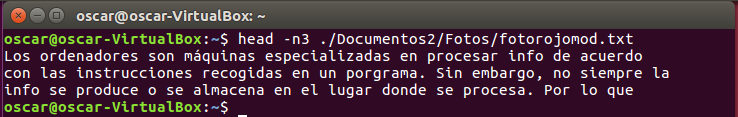 oscar@oscar-VirtualBox: ~
oscar@oscar-VirtualBox:~$ head -n3 ./Documentos2/Fotos/fotorojomod.txt
Los ordenadores son máquinas especializadas en procesar info de acuerdo
con las instrucciones recogidas en un porgrama. Sin embargo, no siempre la
info se produce o se almacena en el lugar donde se procesa. Por lo que
oscar@oscar-VirtualBox:~$